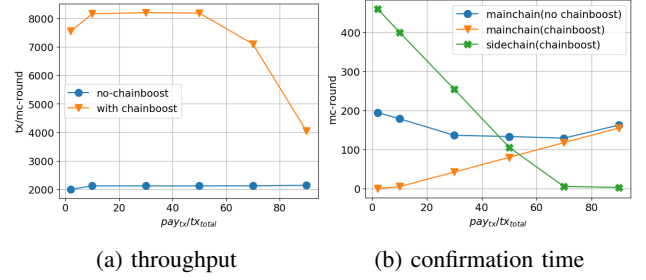 8000
7000
6000
5000
4000
3000
2000
tx/mc-round
no-chainboost
with chainboost
0
20
40
60
80
pay_tx/tx_total
(a) throughput
400
300
200
100
0
mc-round
mainchain(no chainboost)
mainchain(chainboost)
sidechain(chainboost)
0
20
40
60
80
pay_tx/tx_total
(b) confirmation time